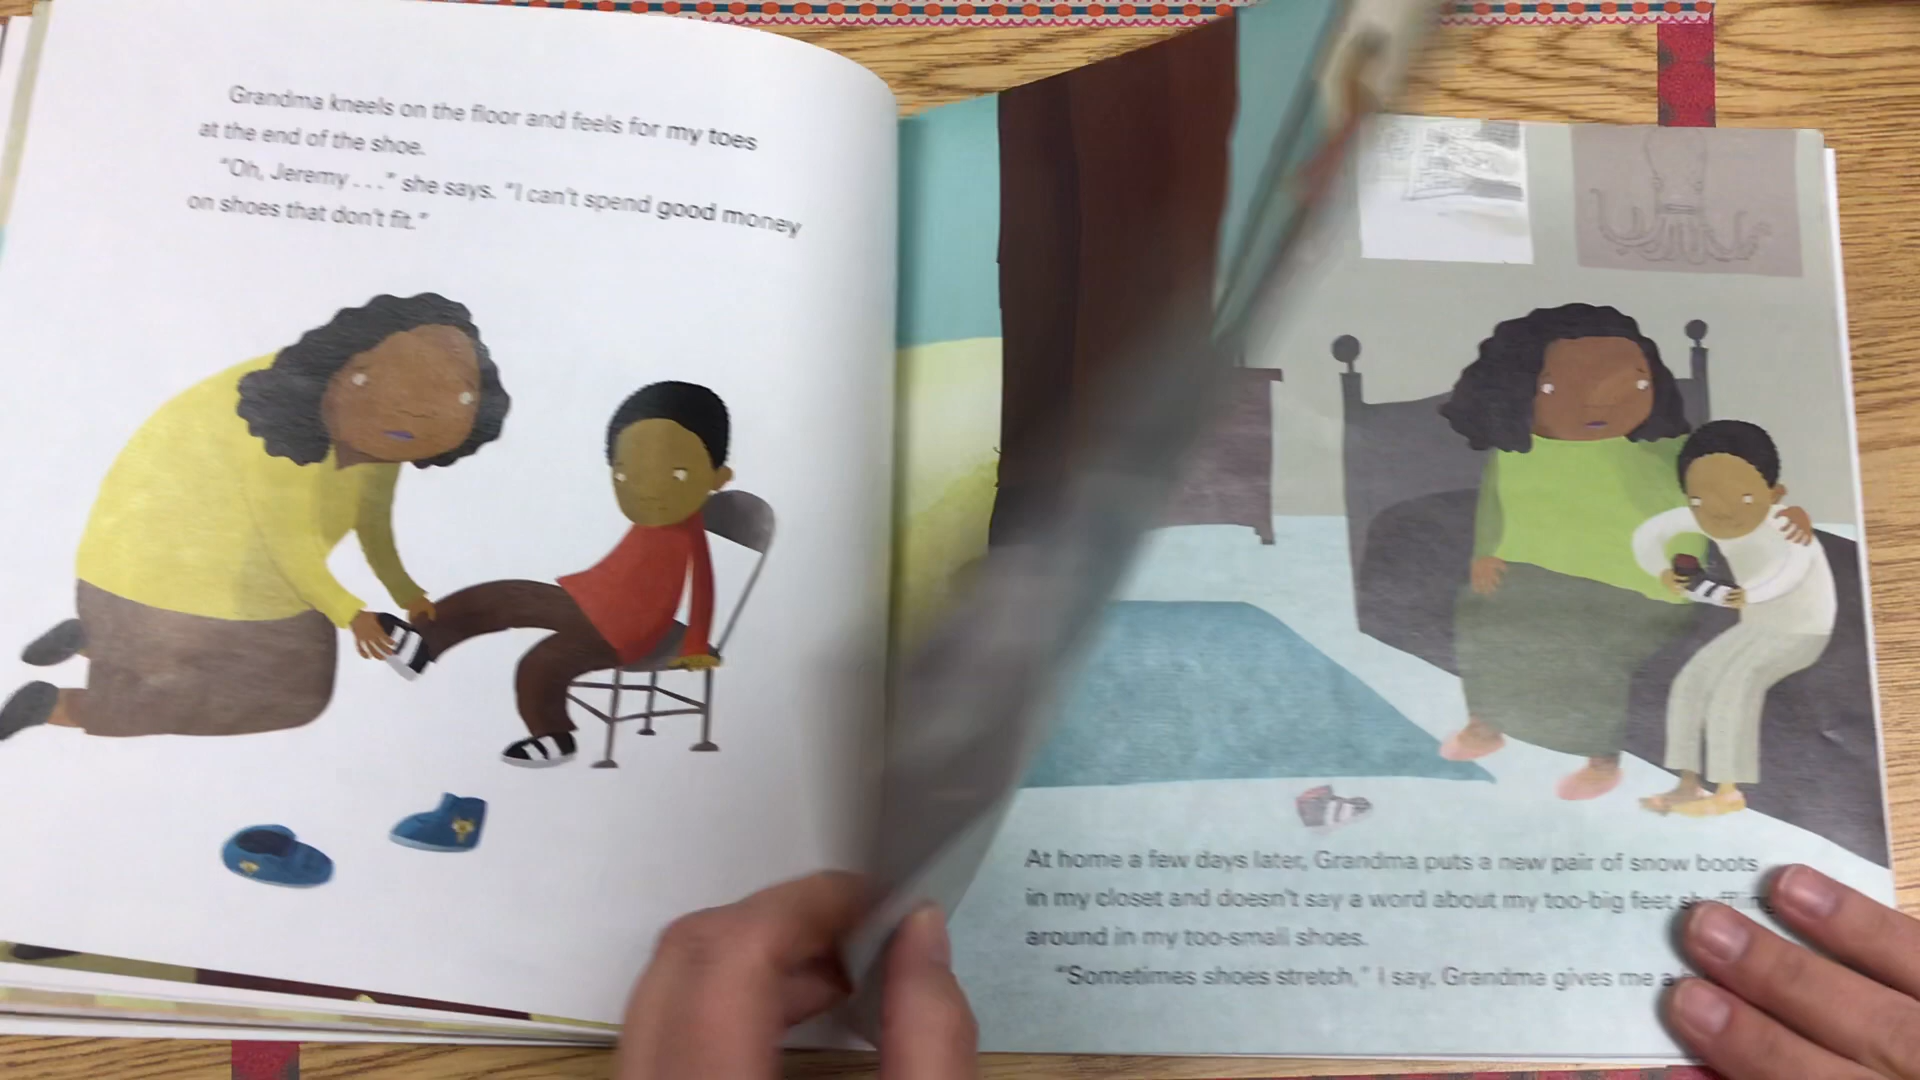 Grandma kneels on the floor and feels for my toes
at the end of the shoe.
"Oh, Jeremy . . ." she says. "I can't spend good money
on shoes that don't fit."
At home a few days later, Grandma puts a new pair of snow boots
in my closet and doesn't say a word about my too-big feet
around in my too-small shoes.
"Sometimes shoes stretch," I say. Grandma gives me a